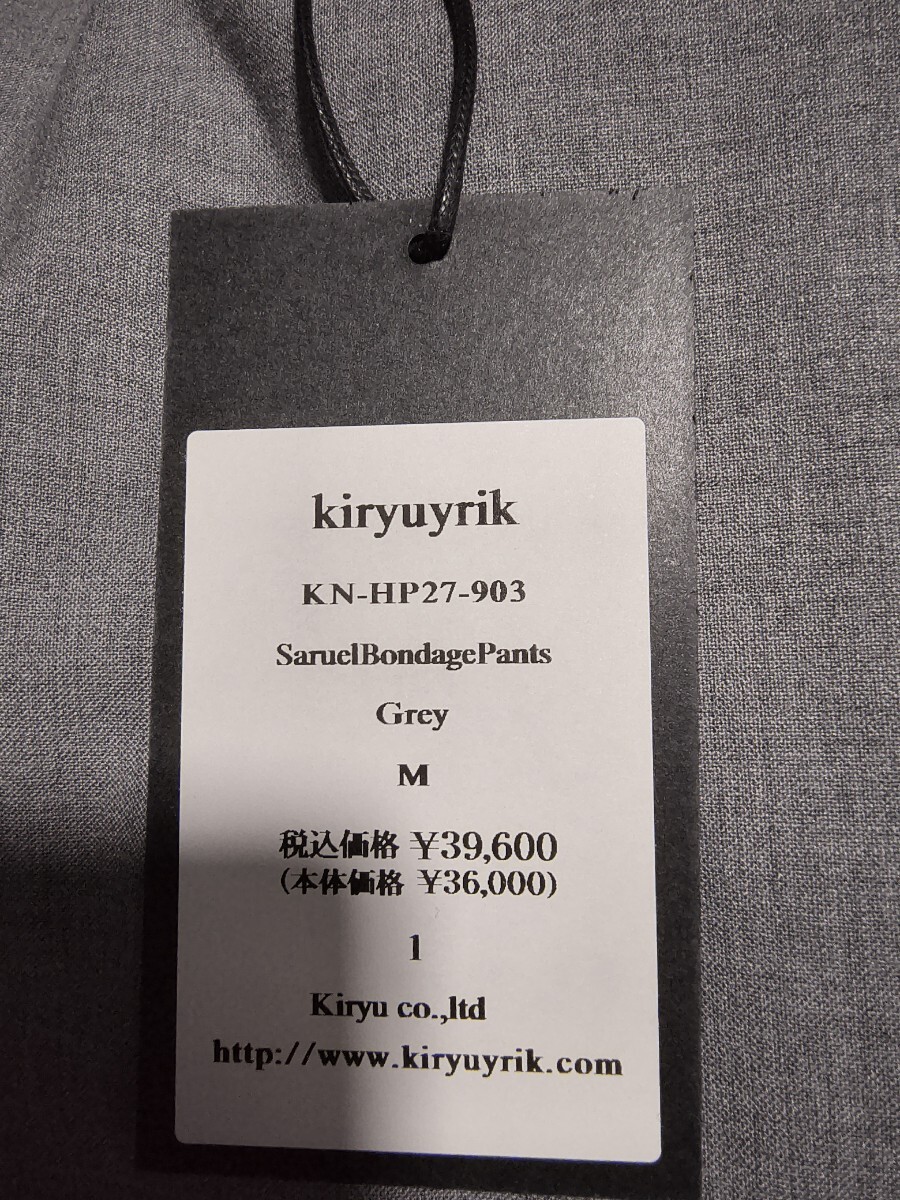 kiryuyrik
KN-HP27-903
SaruelBondagePants
Grey
M
税込価格 ¥39,600
(本体価格 ¥36,000)
1
Kiryu co.,ltd
http://www.kiryuyrik.com